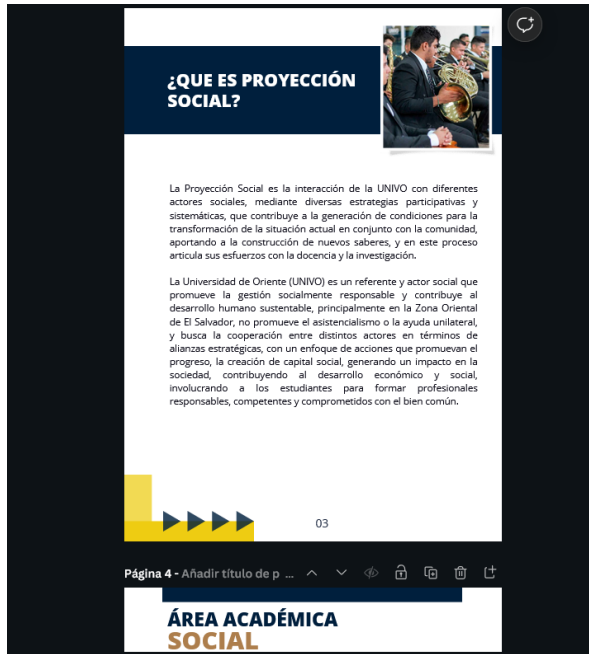 ¿QUE ES PROYECCIÓN
SOCIAL?
La Proyección Social es la interacción de la UNIVO con diferentes
actores sociales, mediante diversas estrategias participativas y
sistemáticas, que contribuye a la generación de condiciones para la
transformación de la situación actual en conjunto con la comunidad,
aportando a la construcción de nuevos saberes, y en este proceso
articula sus esfuerzos con la docencia y la investigación.
La Universidad de Oriente (UNIVO) es un referente y actor social que
promueve la gestión socialmente responsable y contribuye al
desarrollo humano sustentable, principalmente en la Zona Oriental
de El Salvador, no promueve el asistencialismo o la ayuda unilateral,
y busca la cooperación entre distintos actores en términos de
alianzas estratégicas, con un enfoque de acciones que promuevan el
progreso, la creación de capital social, generando un impacto en la
sociedad, contribuyendo al desarrollo económico y social,
involucrando a los estudiantes para formar profesionales
responsables, competentes y comprometidos con el bien común.
03
Página 4 - Añadir título de p ...
ÁREA ACADÉMICA
SOCIAL